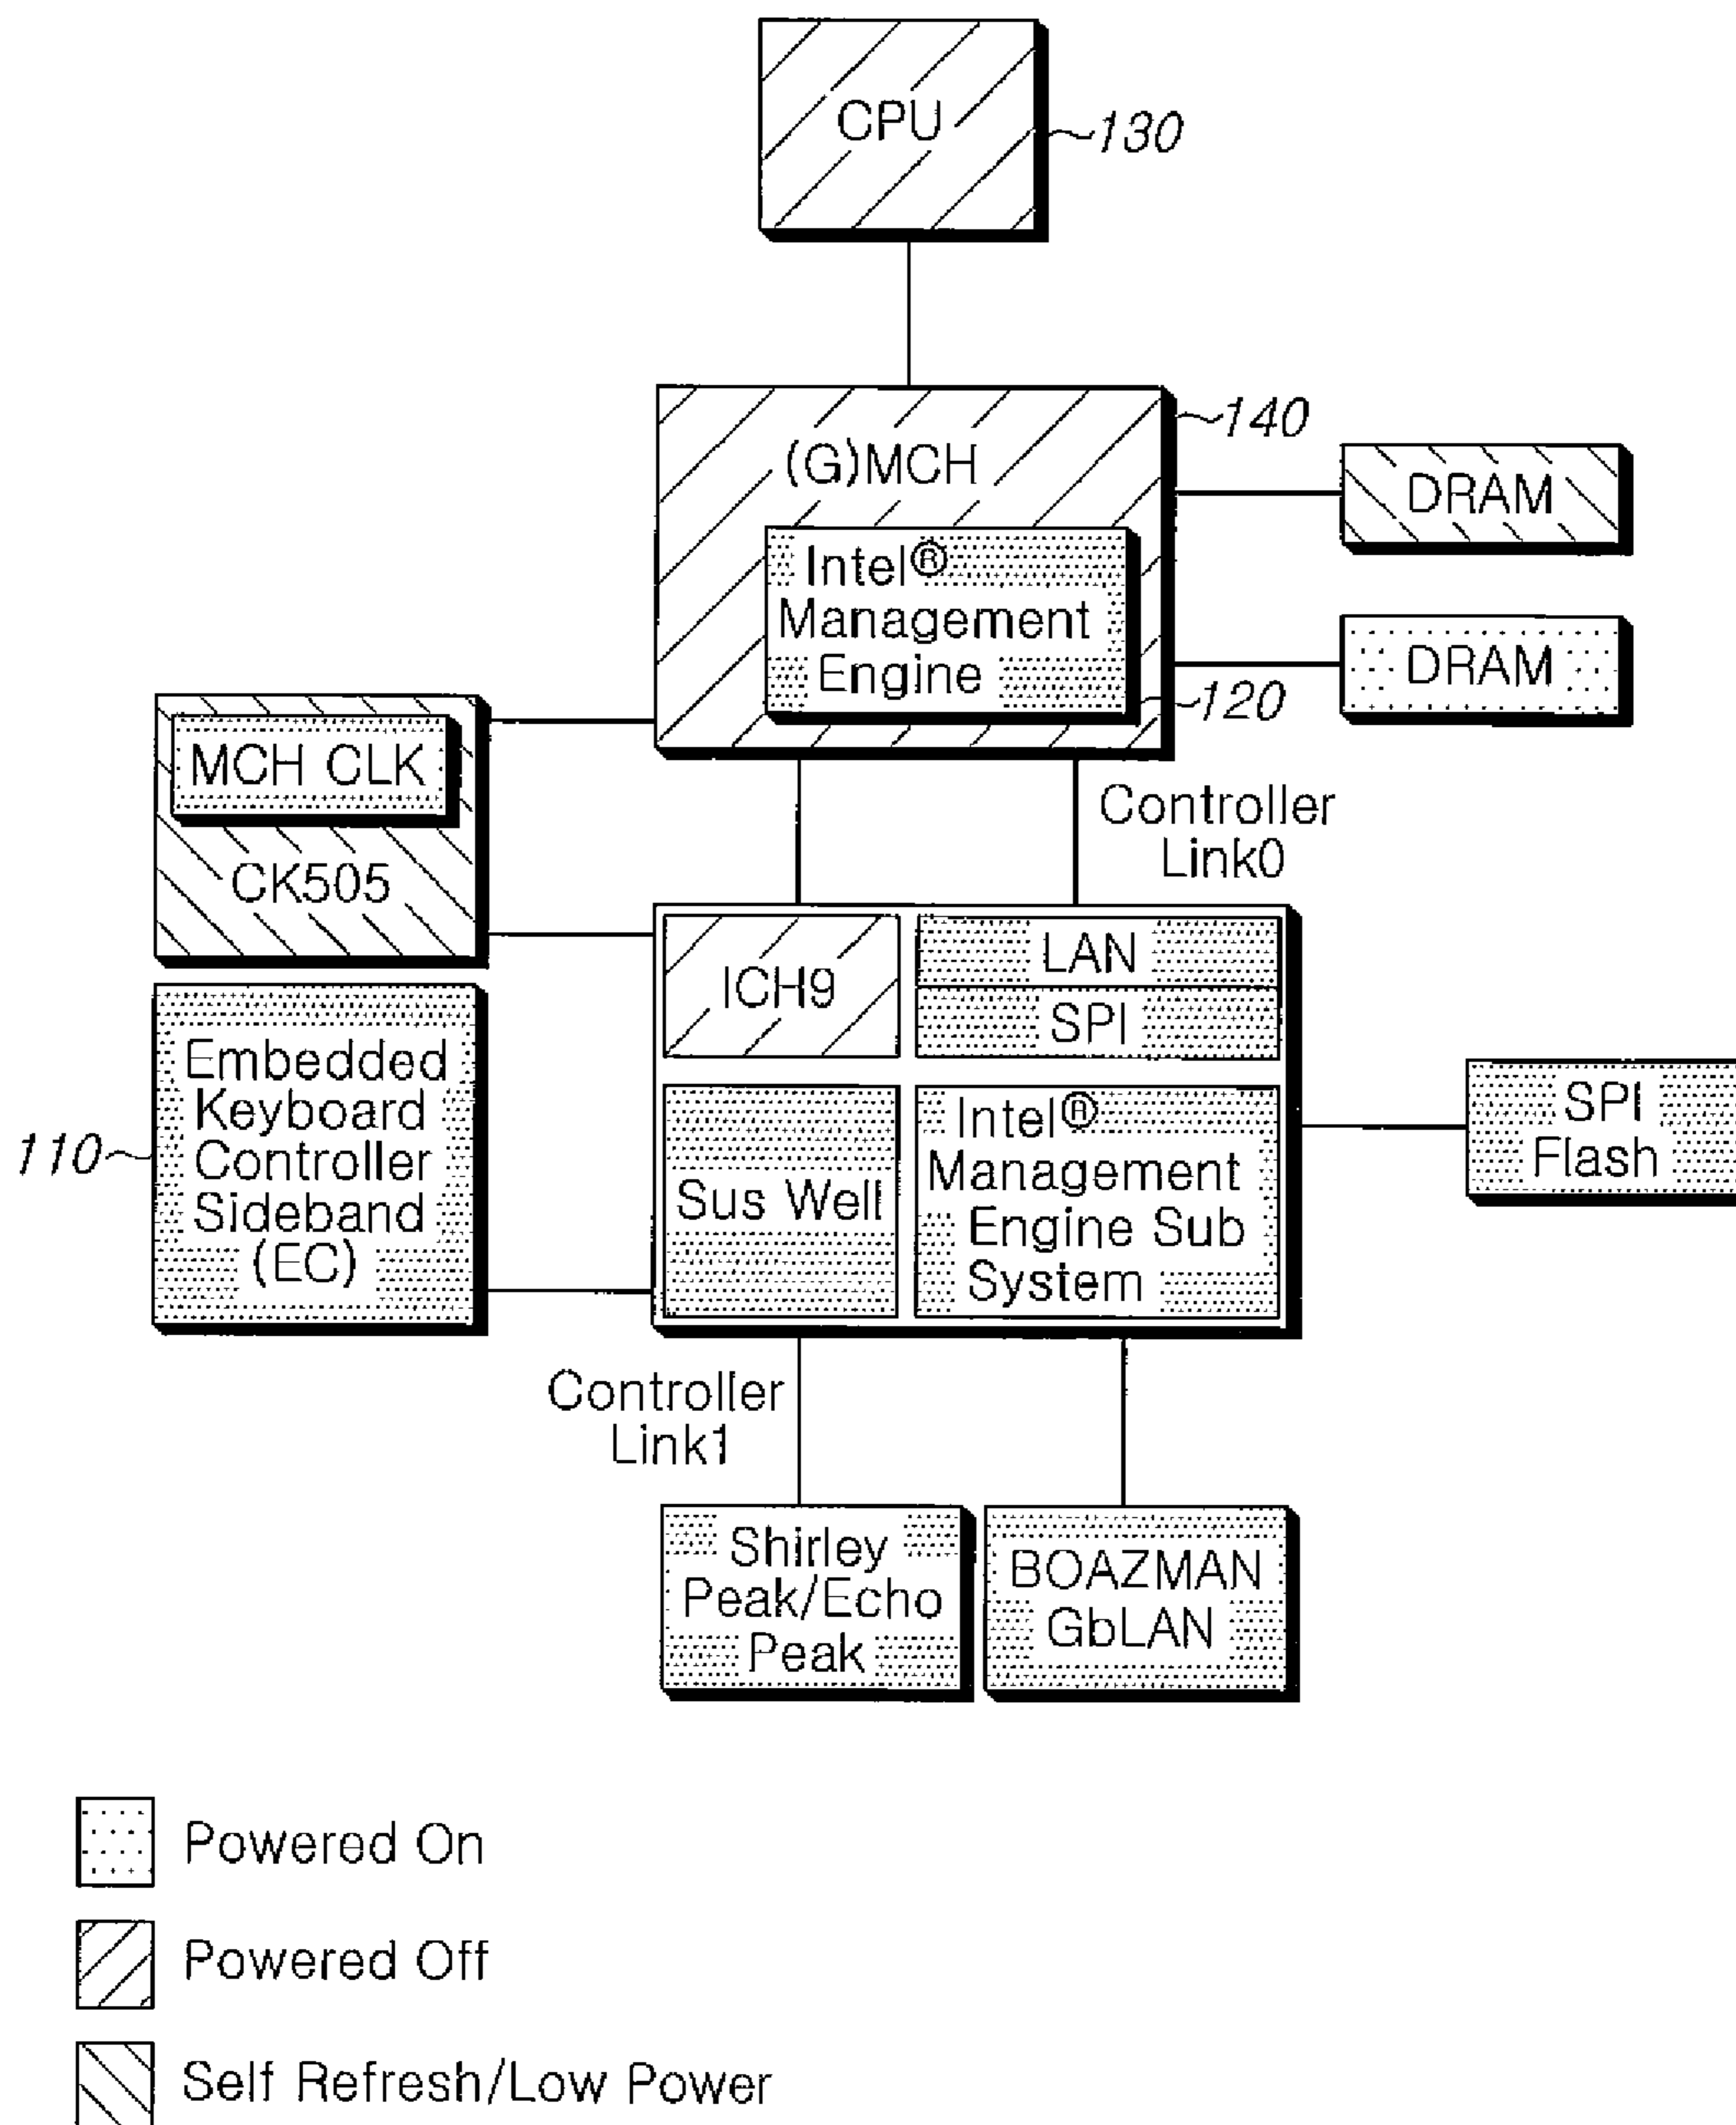 CPU
130
(G)MCH
140
Intel®
Management
Engine
120
DRAM
DRAM
MCH CLK
CK505
Controller
Link0
ICH9
LAN
SPI
Embedded
Keyboard
Controller
Sideband
(EC)
110
Sus Well
Intel®
Management
Engine Sub
System
SPI
Flash
Controller
Link1
Shirley
Peak/Echo
Peak
BOAZMAN
GbLAN
Powered On
Powered Off
Self Refresh/Low Power